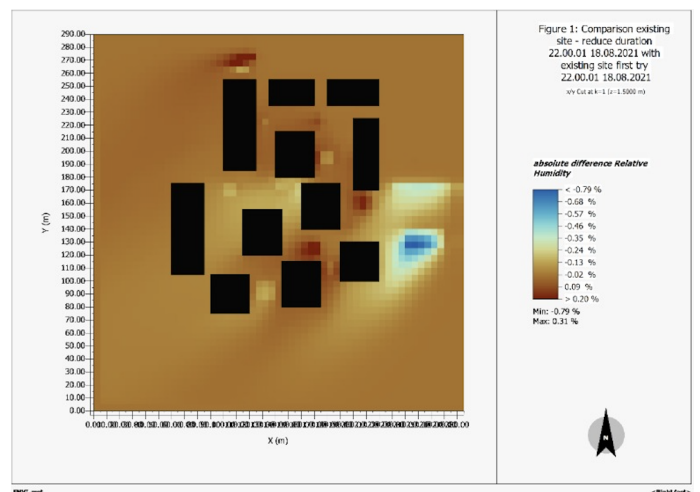 Figure 1: Comparison existing
site - reduce duration
22.00.01 18.08.2021 with
existing site first try
22.00.01 18.08.2021
x/y Cut at k=1 (z=1.5000 m)
absolute difference Relative
Humidity
< -0.79 %
-0.68 %
-0.57 %
-0.46 %
-0.35 %
-0.24 %
-0.13 %
-0.02 %
0.09 %
> 0.20 %
Min: -0.79 %
Max: 0.31 %
N
290.00
280.00
270.00
260.00
250.00
240.00
230.00
220.00
210.00
200.00
190.00
180.00
170.00
160.00
150.00
140.00
130.00
120.00
110.00
100.00
90.00
80.00
70.00
60.00
50.00
40.00
30.00
20.00
10.00
0.00
Y (m)
X (m)